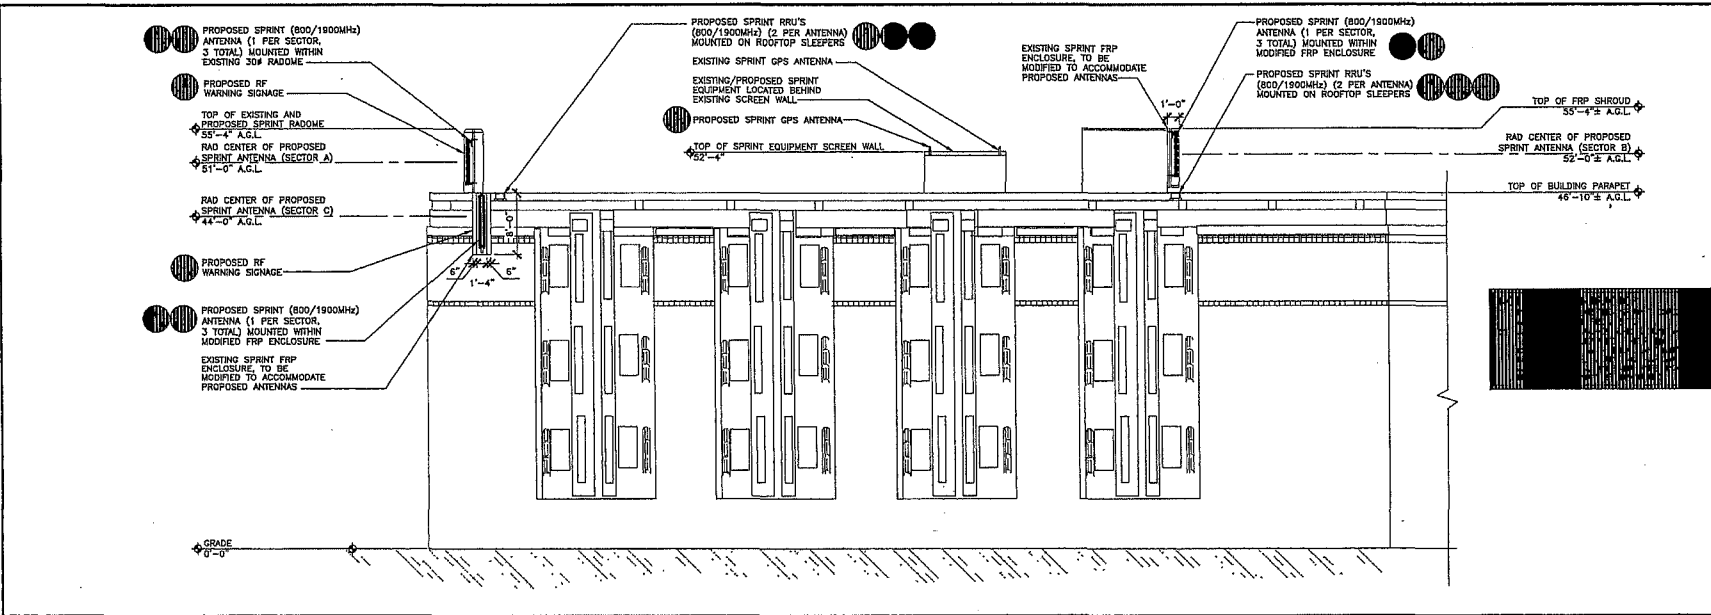 PROPOSED SPRINT (800/1900MHz)
ANTENNA (1 PER SECTOR,
3 TOTAL) MOUNTED WITHIN
EXISTING 30ø RADOME
PROPOSED RF
WARNING SIGNAGE
TOP OF EXISTING AND
PROPOSED SPRINT RADOME
55'-4" A.G.L.
RAD CENTER OF PROPOSED
SPRINT ANTENNA (SECTOR A)
51'-0" A.G.L.
RAD CENTER OF PROPOSED
SPRINT ANTENNA (SECTOR C)
44'-0" A.G.L.
PROPOSED RF
WARNING SIGNAGE
PROPOSED SPRINT (800/1900MHz)
ANTENNA (1 PER SECTOR,
3 TOTAL) MOUNTED WITHIN
MODIFIED FRP ENCLOSURE
EXISTING SPRINT FRP
ENCLOSURE, TO BE
MODIFIED TO ACCOMMODATE
PROPOSED ANTENNAS
GRADE
0'-0"
8'-0"
6"
6"
1'-4"
PROPOSED SPRINT RRU'S
(800/1900MHz) (2 PER ANTENNA)
MOUNTED ON ROOFTOP SLEEPERS
EXISTING SPRINT GPS ANTENNA
EXISTING/PROPOSED SPRINT
EQUIPMENT LOCATED BEHIND
EXISTING SCREEN WALL
PROPOSED SPRINT GPS ANTENNA
TOP OF SPRINT EQUIPMENT SCREEN WALL
52'-4"
EXISTING SPRINT FRP
ENCLOSURE, TO BE
MODIFIED TO ACCOMMODATE
PROPOSED ANTENNAS
1'-0"
PROPOSED SPRINT (800/1900MHz)
ANTENNA (1 PER SECTOR,
3 TOTAL) MOUNTED WITHIN
MODIFIED FRP ENCLOSURE
PROPOSED SPRINT RRU'S
(800/1900MHz) (2 PER ANTENNA)
MOUNTED ON ROOFTOP SLEEPERS
TOP OF FRP SHROUD
55'-4"± A.G.L.
RAD CENTER OF PROPOSED
SPRINT ANTENNA (SECTOR B)
52'-0"± A.G.L.
TOP OF BUILDING PARAPET
46'-10"± A.G.L.